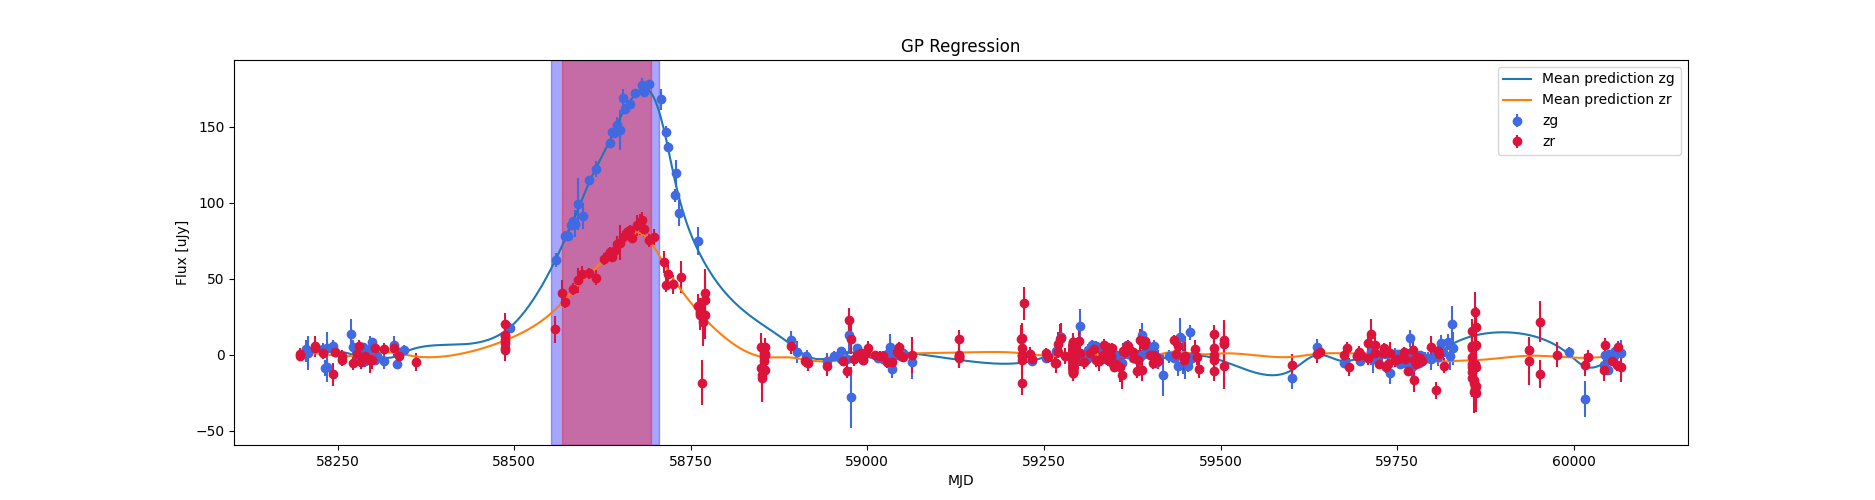 GP Regression
Flux [uJy]
150
100
50
0
−50
58250 58500 58750 59000 59250 59500 59750 60000
MJD
Mean prediction zg
Mean prediction zr
zg
zr